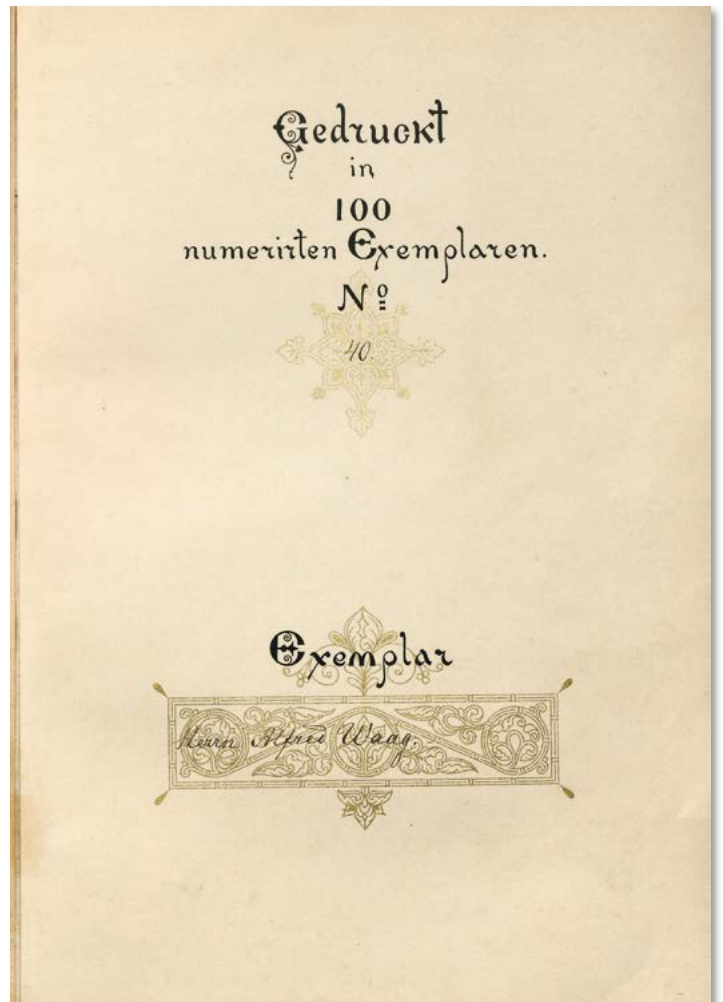 Gedruckt
in
100
numerirten Exemplaren.
Nº
40.
Exemplar
Herrn Alfred Waag.